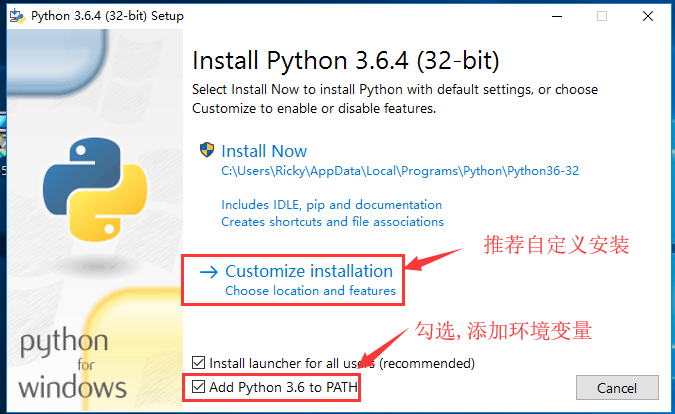 Python 3.6.4 (32-bit) Setup
Install Python 3.6.4 (32-bit)
Select Install Now to install Python with default settings, or choose
Customize to enable or disable features.
Install Now
C:\Users\Ricky\AppData\Local\Programs\Python\Python36-32
Includes IDLE, pip and documentation
Creates shortcuts and file associations
推荐自定义安装
Customize installation
Choose location and features
勾选,添加环境变量
Install launcher for all users (recommended)
Add Python 3.6 to PATH
Cancel
python
for
windows